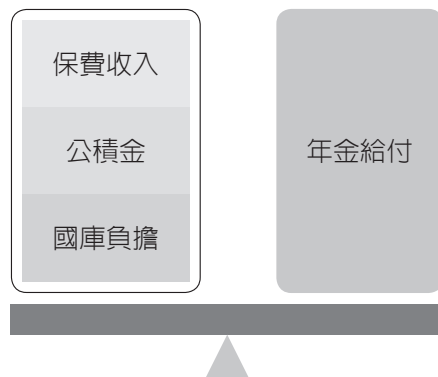 保費收入
公積金
國庫負擔
年金給付